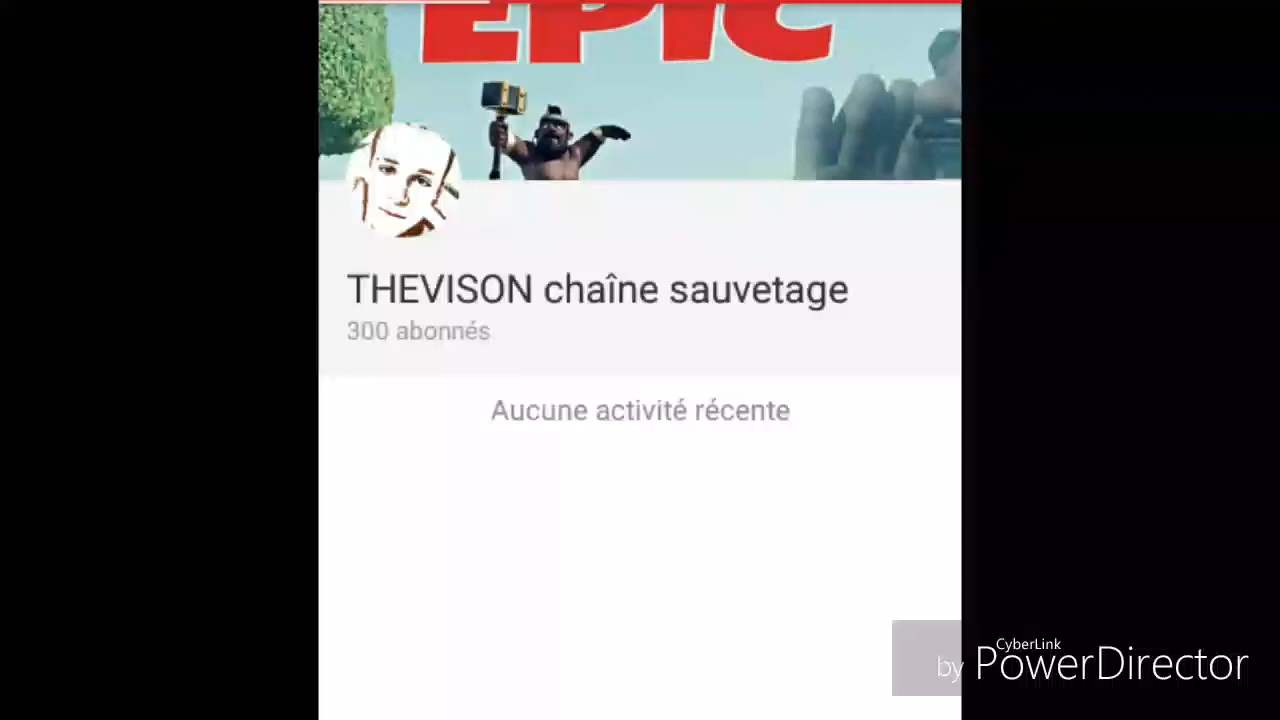 EPIC
THEVISON chaîne sauvetage
300 abonnés
Aucune activité récente
CyberLink
by PowerDirector